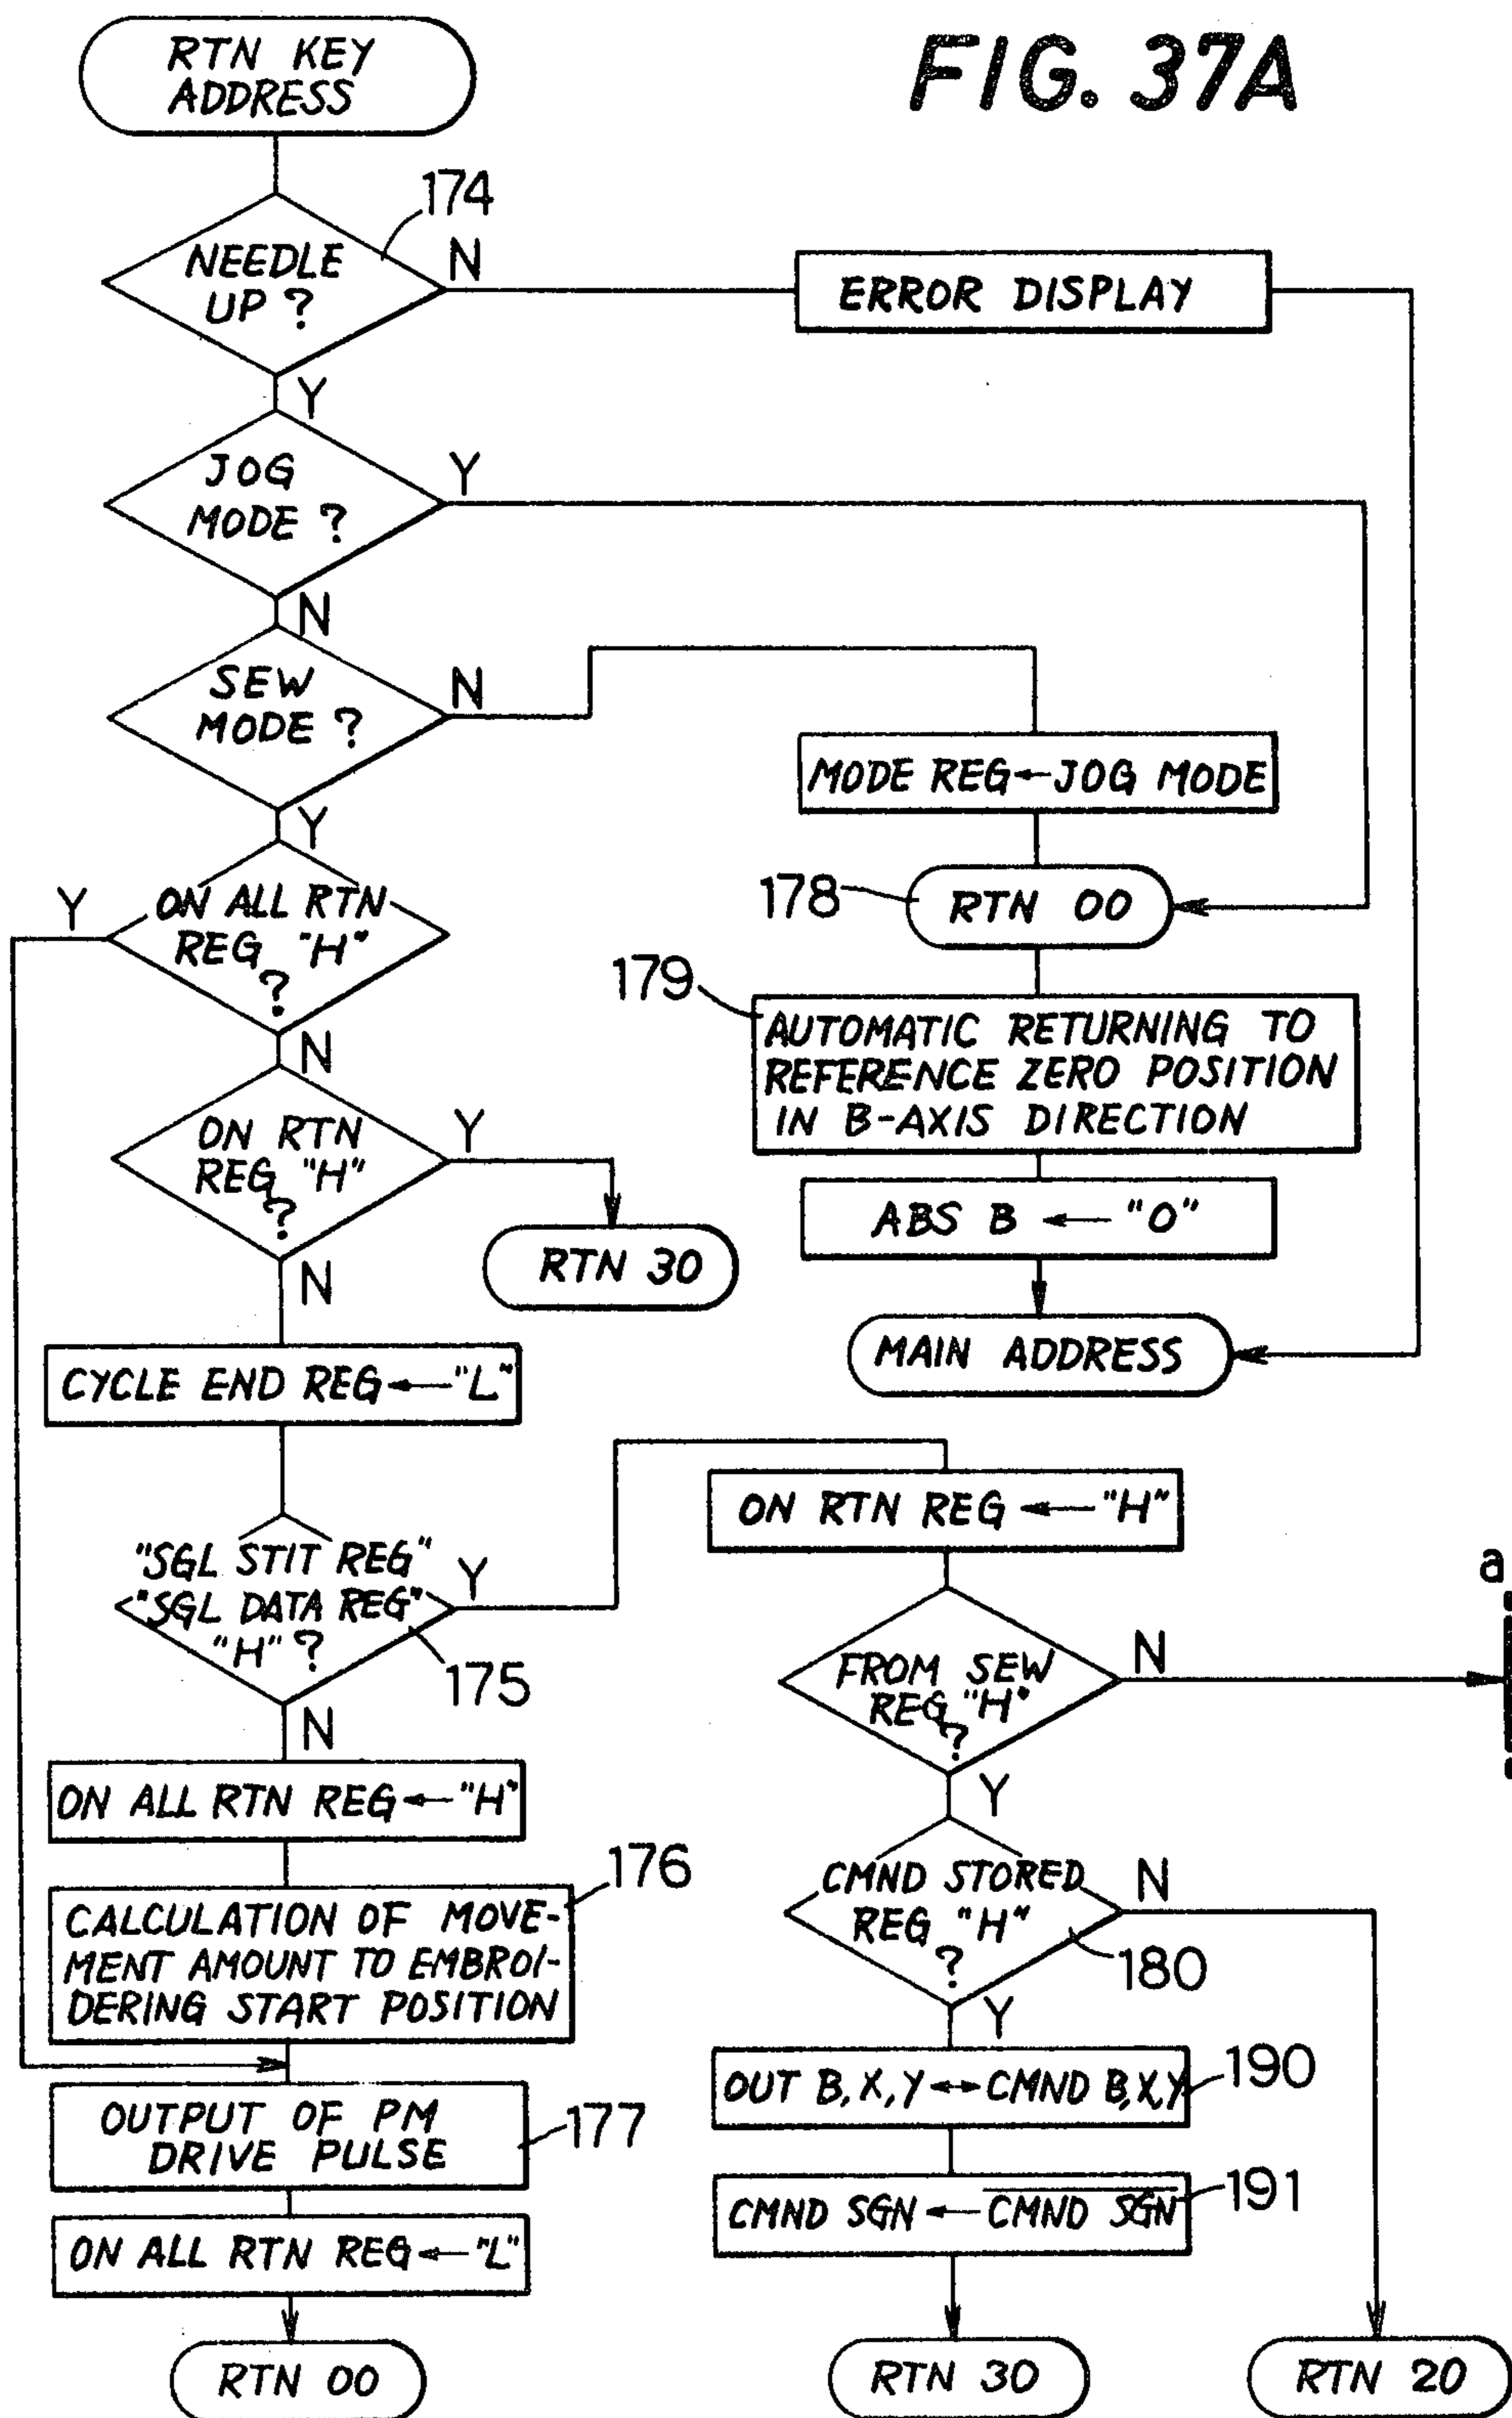 FIG. 37A
RTN KEY
ADDRESS
174
NEEDLE
UP ?
N
ERROR DISPLAY
Y
JOG
MODE ?
Y
N
SEW
MODE ?
N
MODE REG←JOG MODE
Y
178
RTN 00
Y
ON ALL RTN
REG "H"
?
N
179
AUTOMATIC RETURNING TO
REFERENCE ZERO POSITION
IN B-AXIS DIRECTION
ON RTN
REG "H"
?
Y
RTN 30
N
ABS B ← "0"
MAIN ADDRESS
CYCLE END REG←"L"
"SGL STIT REG"
"SGL DATA REG"
"H" ?
Y
175
N
ON RTN REG ← "H"
FROM SEW
REG "H"
?
N
a
Y
ON ALL RTN REG←"H"
176
CALCULATION OF MOVE-
MENT AMOUNT TO EMBROI-
DERING START POSITION
CMND STORED
REG "H"
?
N
180
Y
OUTPUT OF PM
DRIVE PULSE
177
OUT B,X,Y↔CMND B,X,Y
190
CMND SGN←C̅M̅N̅D̅ S̅G̅N̅
191
ON ALL RTN REG←"L"
RTN 00
RTN 30
RTN 20